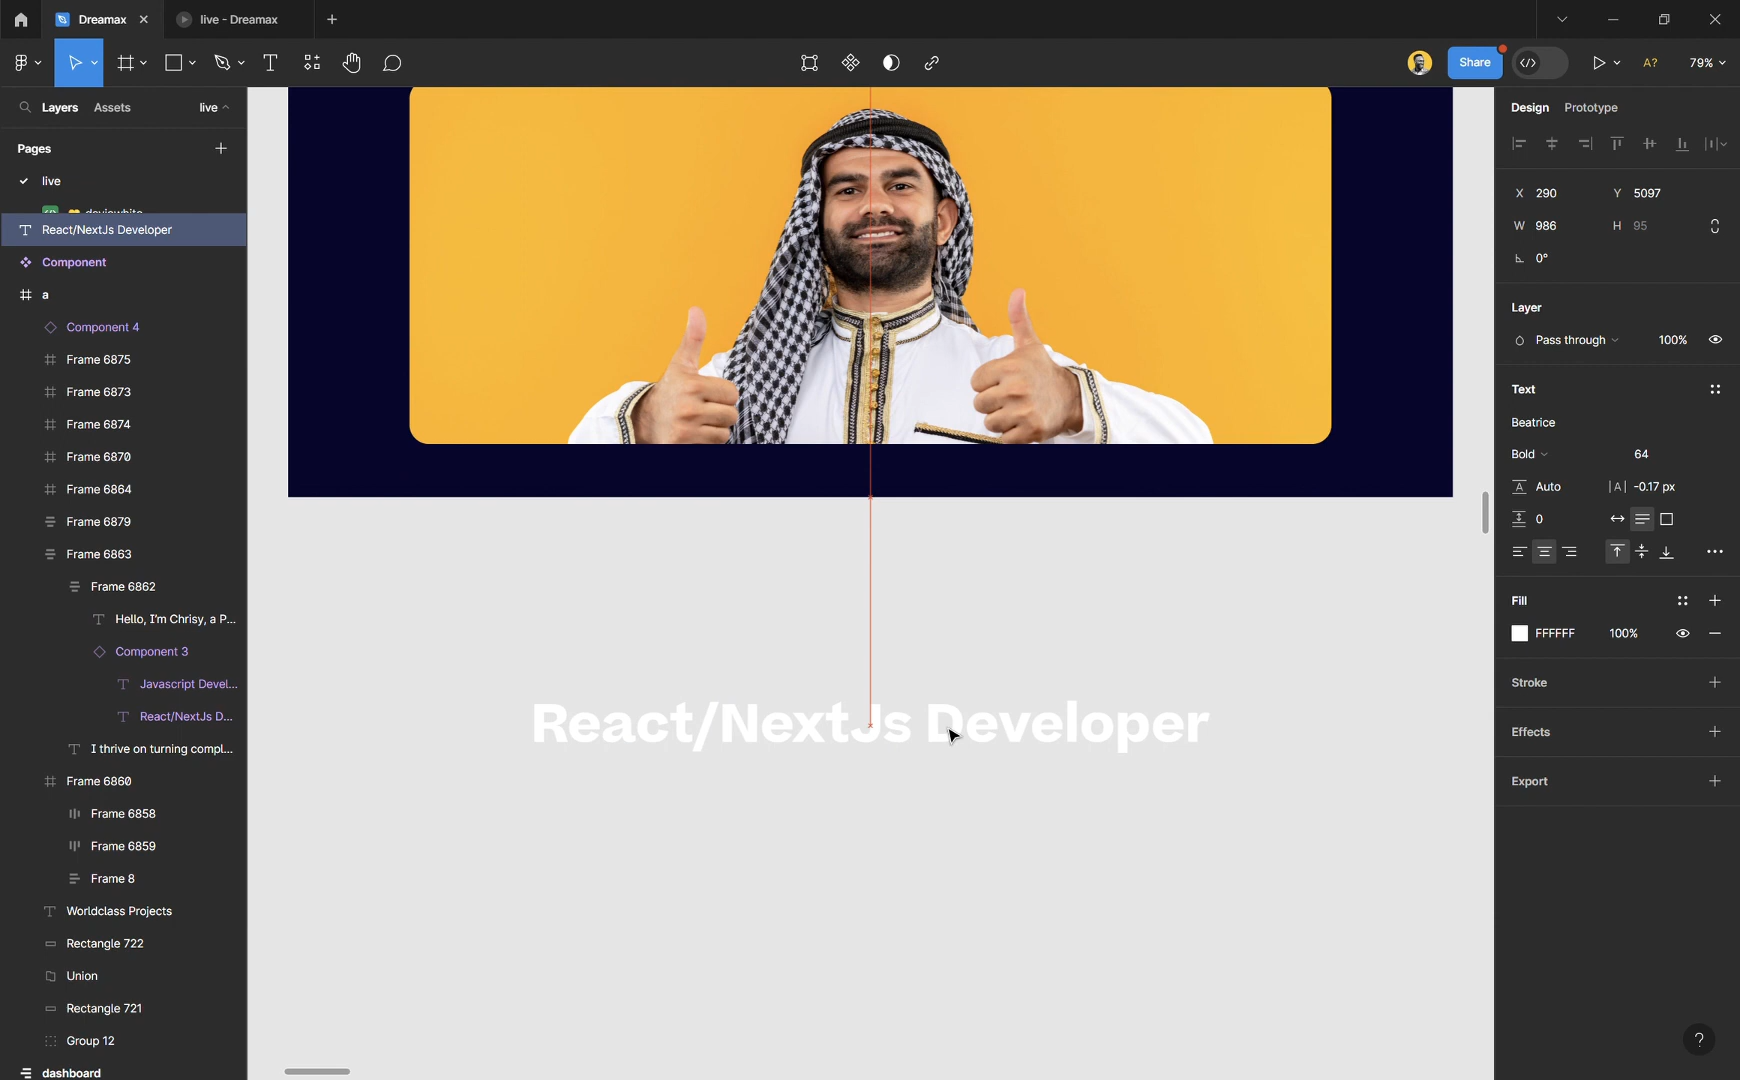 Dreamax
live - Dreamax
Share
A?
79%
Layers
Assets
live
Pages
live
React/NextJs Developer
Component
a
Component 4
Frame 6875
Frame 6873
Frame 6874
Frame 6870
Frame 6864
Frame 6879
Frame 6863
Frame 6862
Hello, I'm Chrisy, a P...
Component 3
Javascript Devel...
React/NextJs D...
I thrive on turning compl...
Frame 6860
Frame 6858
Frame 6859
Frame 8
Worldclass Projects
Rectangle 722
Union
Rectangle 721
Group 12
dashboard
React/NextJs Developer
Design
Prototype
X 290
Y 5097
W 986
H 95
0°
Layer
Pass through
100%
Text
Beatrice
Bold
64
A Auto
|A| -0.17 px
0
Fill
FFFFFF
100%
Stroke
Effects
Export
?